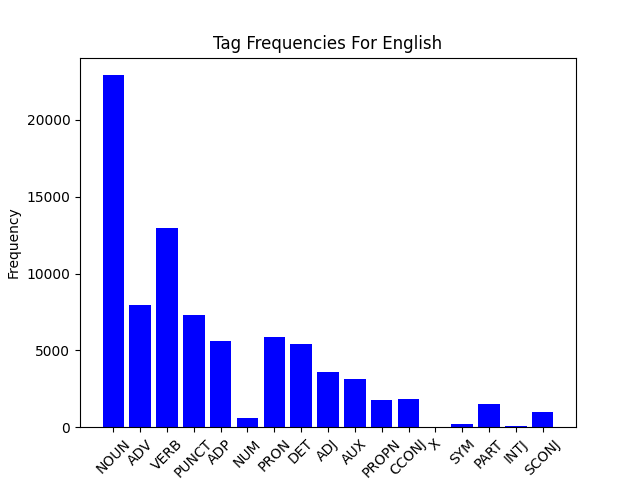 Tag Frequencies For English
Frequency
20000
15000
10000
5000
0
NOUN
ADV
VERB
PUNCT
ADP
NUM
PRON
DET
ADJ
AUX
PROPN
CCONJ
X
SYM
PART
INTJ
SCONJ